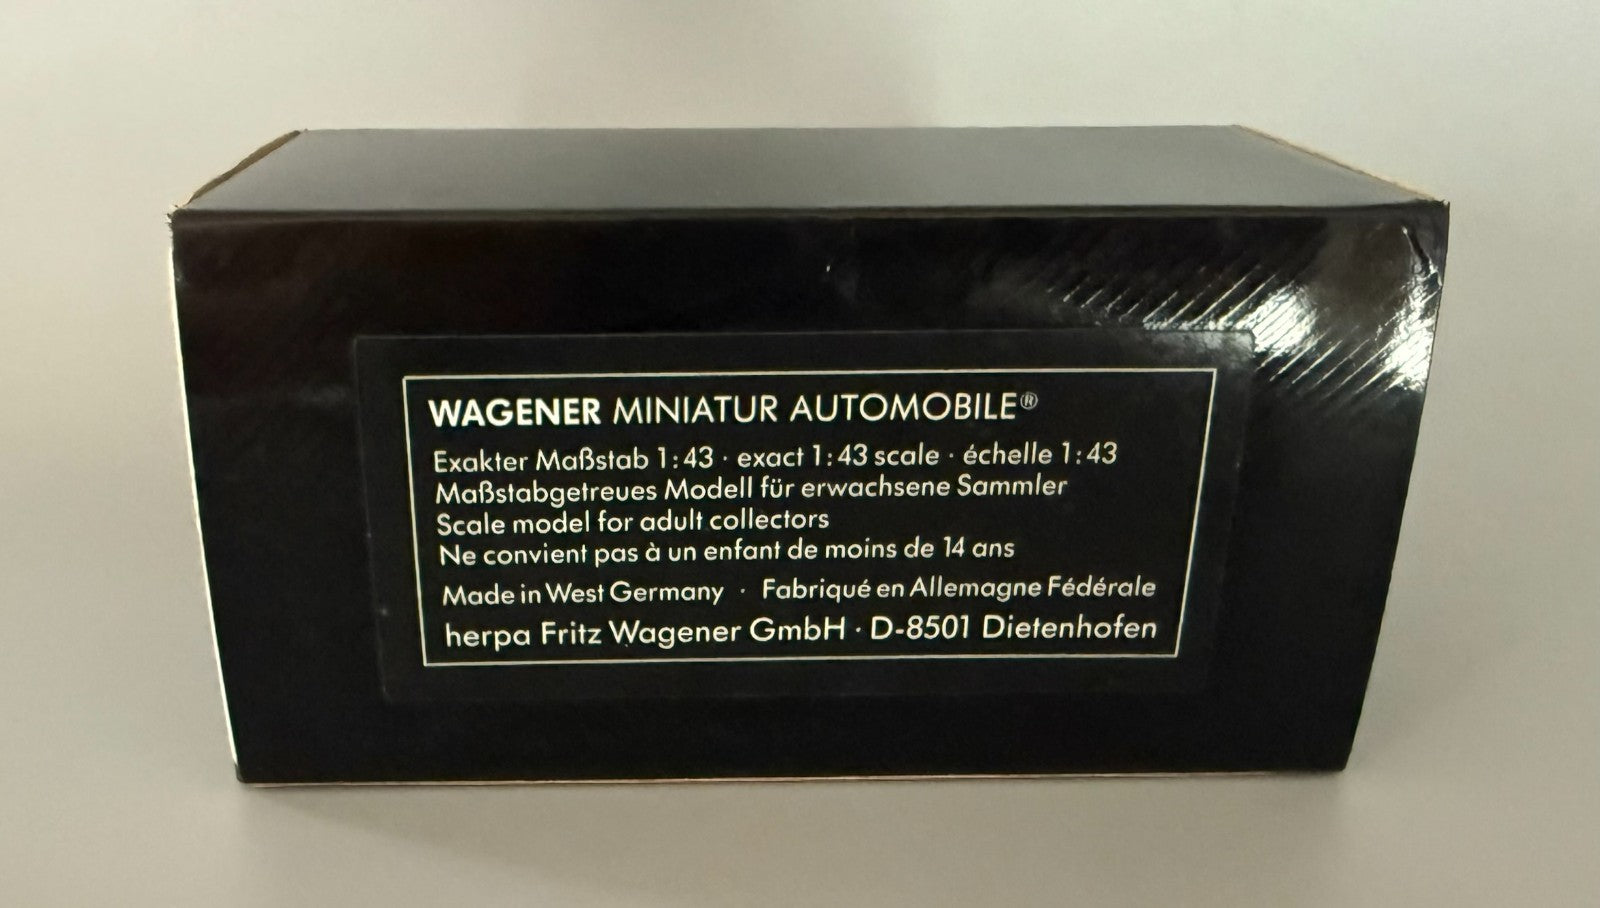 WAGENER MINIATUR AUTOMOBILE®
Exakter Maßstab 1:43 · exact 1:43 scale · échelle 1:43
Maßstabgetreues Modell für erwachsene Sammler
Scale model for adult collectors
Ne convient pas à un enfant de moins de 14 ans
Made in West Germany · Fabriqué en Allemagne Fédérale
herpa Fritz Wagener GmbH · D-8501 Dietenhofen